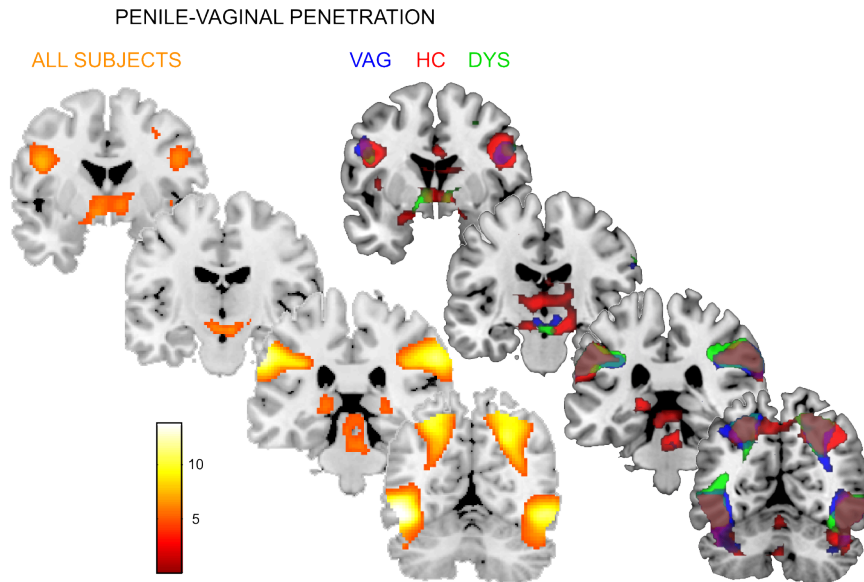 PENILE-VAGINAL PENETRATION
ALL SUBJECTS
VAG HC DYS
10
5